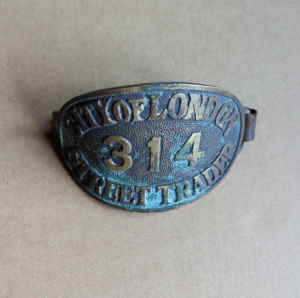 CITY OF LONDON
314
STREET TRADER